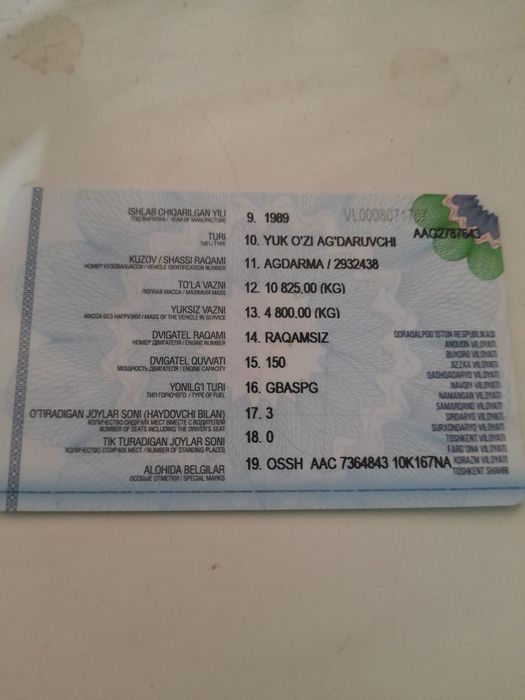 VL0008071707
AAG2787643
ISHLAB CHIQARILGAN YILI 9. 1989
ГОД ВЫПУСКА / YEAR OF MANUFACTURE
TURI 10. YUK O'ZI AG'DARUVCHI
ТИП / TYPE
KUZOV / SHASSI RAQAMI 11. AGDARMA / 2932438
НОМЕР КУЗОВА/ШАССИ / VEHICLE IDENTIFICATION NUMBER
TO'LA VAZNI 12. 10 825.00 (KG)
ПОЛНАЯ МАССА / MAXIMUM MASS
YUKSIZ VAZNI 13. 4 800.00 (KG)
МАССА БЕЗ НАГРУЗКИ / MASS OF THE VEHICLE IN SERVICE
DVIGATEL RAQAMI 14. RAQAMSIZ
НОМЕР ДВИГАТЕЛЯ / ENGINE NUMBER
DVIGATEL QUVVATI 15. 150
МОЩНОСТЬ ДВИГАТЕЛЯ / ENGINE CAPACITY
YONILG'I TURI 16. GBASPG
ТИП ГОРЮЧЕГО / TYPE OF FUEL
O'TIRADIGAN JOYLAR SONI (HAYDOVCHI BILAN) 17. 3
КОЛИЧЕСТВО СИДЯЧИХ МЕСТ ВМЕСТЕ С ВОДИТЕЛЕМ
NUMBER OF SEATS INCLUDING THE DRIVER'S SEAT
TIK TURADIGAN JOYLAR SONI 18. 0
КОЛИЧЕСТВО СТОЯЧИХ МЕСТ / NUMBER OF STANDING PLACES
ALOHIDA BELGILAR 19. OSSH AAC 7364843 10K167NA
ОСОБЫЕ ОТМЕТКИ / SPECIAL MARKS
QORAQALPOG'ISTON RESPUBLIKASI
ANDIJON VILOYATI
BUXORO VILOYATI
JIZZAX VILOYATI
QASHQADARYO VILOYATI
NAVOIY VILOYATI
NAMANGAN VILOYATI
SAMARQAND VILOYATI
SIRDARYO VILOYATI
SURXONDARYO VILOYATI
TOSHKENT VILOYATI
FARG'ONA VILOYATI
XORAZM VILOYATI
TOSHKENT SHAHRI